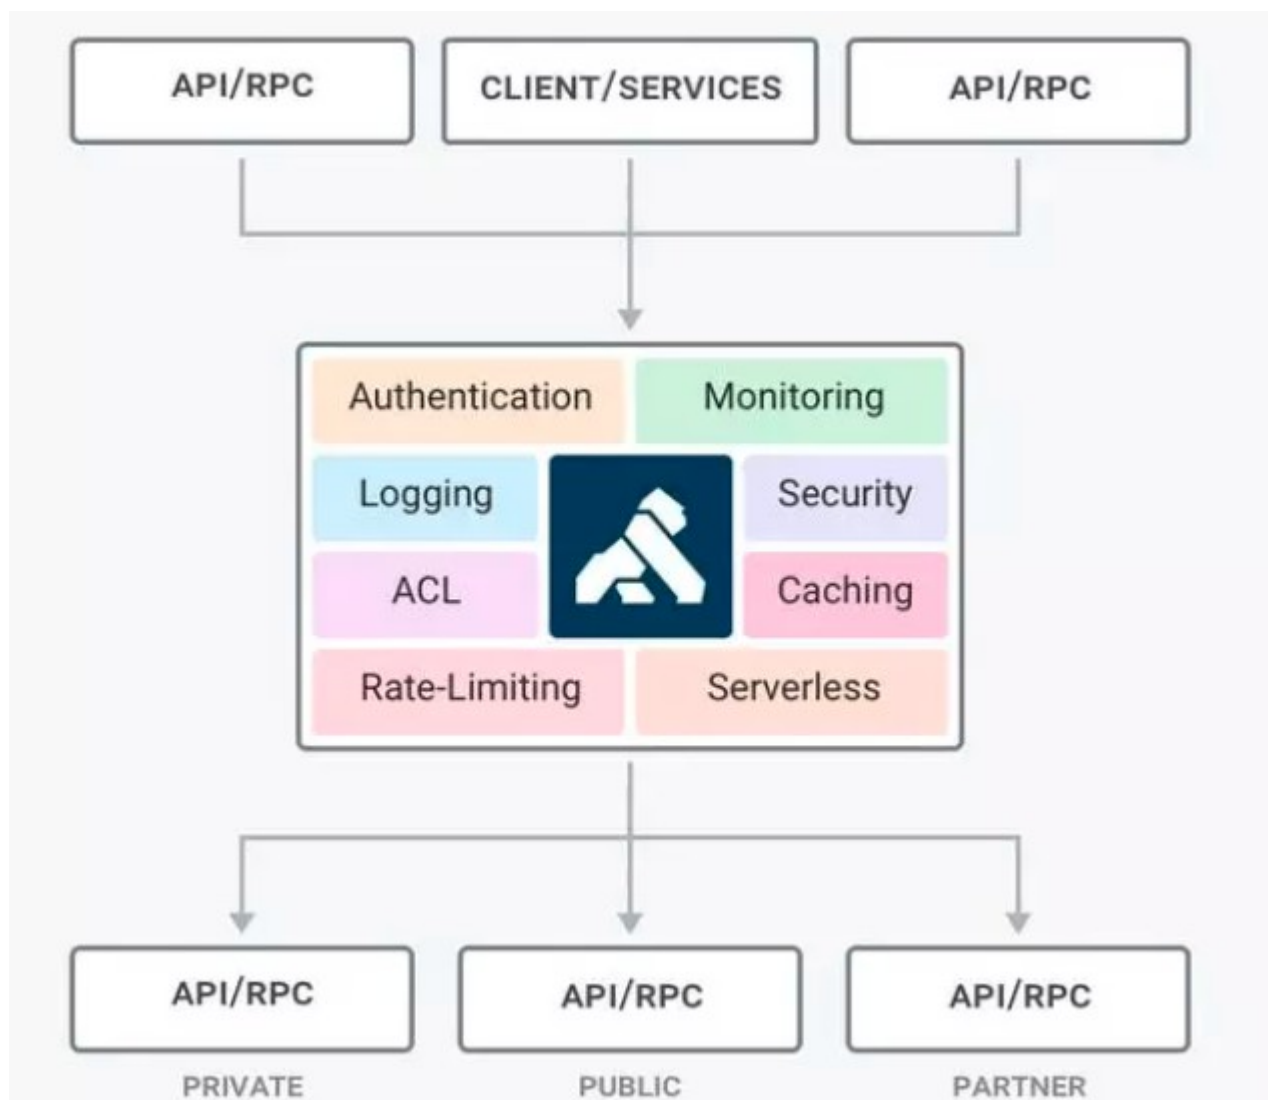 API/RPC
CLIENT/SERVICES
API/RPC
Authentication
Monitoring
Logging
Security
ACL
Caching
Rate-Limiting
Serverless
API/RPC
API/RPC
API/RPC
PRIVATE
PUBLIC
PARTNER